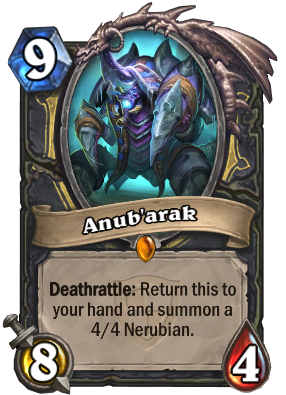 9
Anub'arak
Deathrattle: Return this to
your hand and summon a
4/4 Nerubian.
8
4